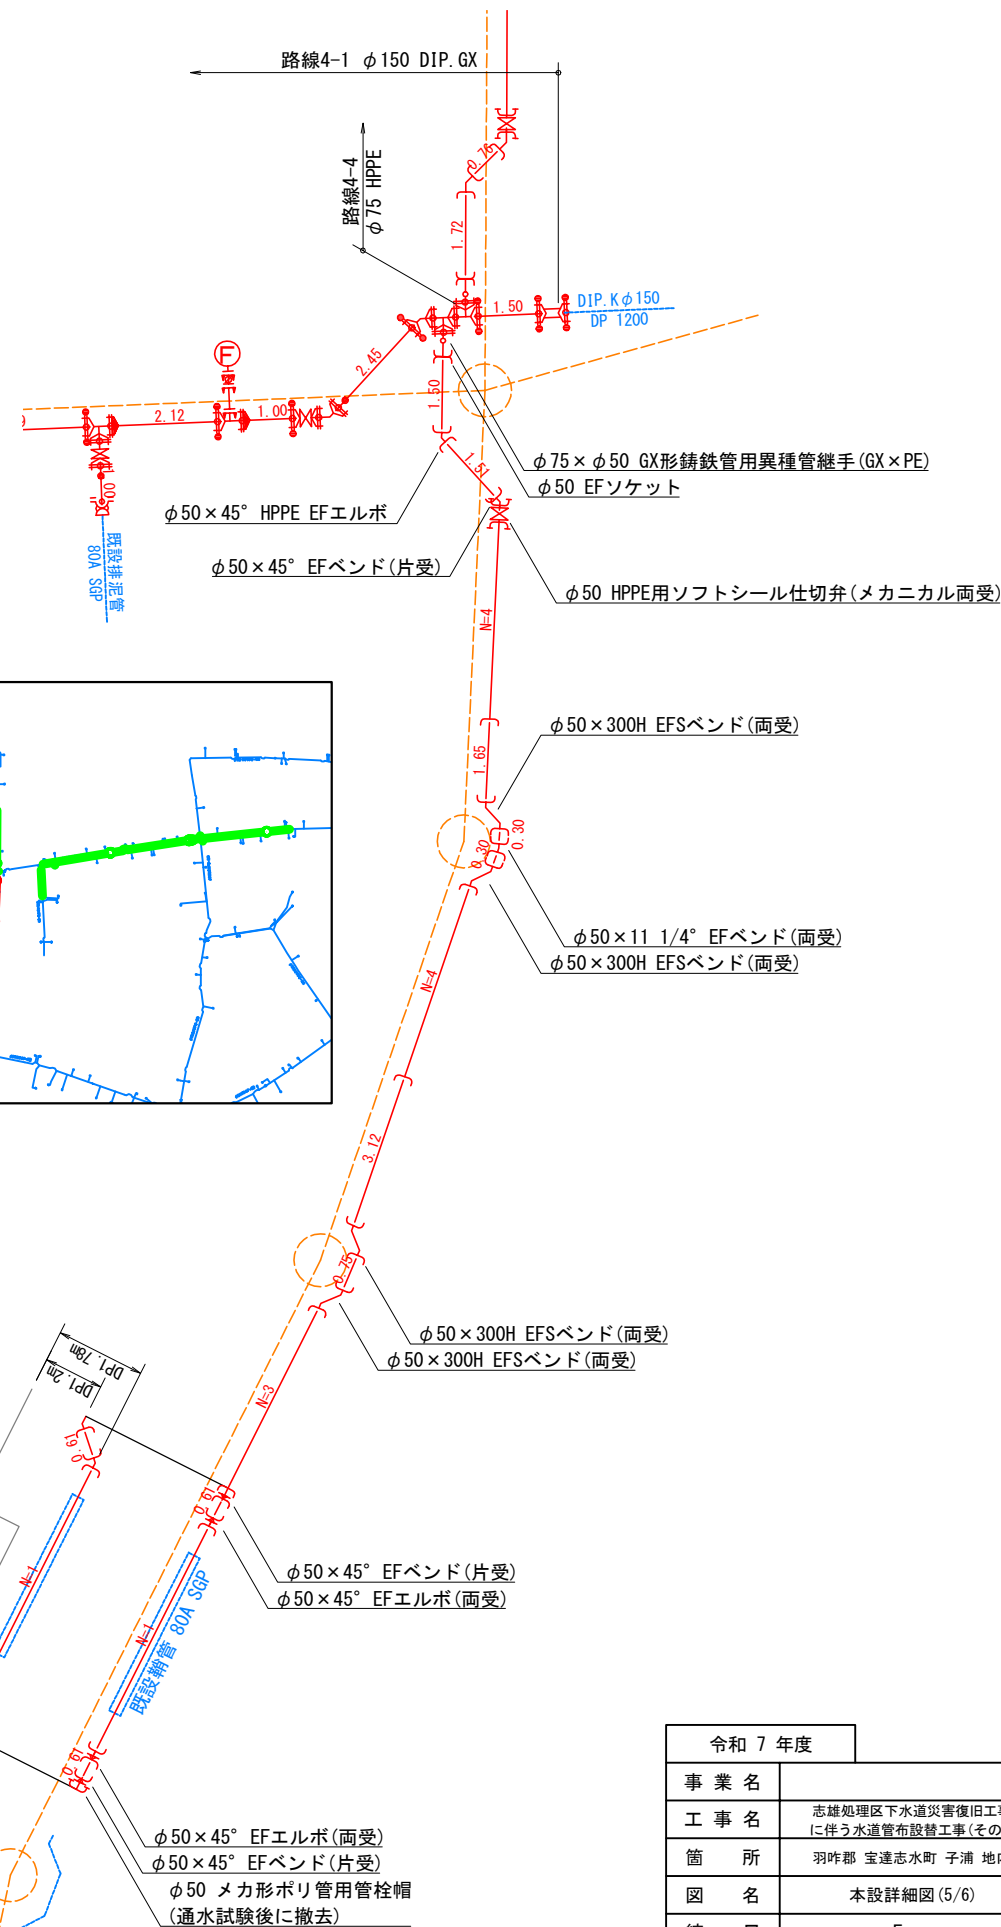 路線4-1 φ150 DIP.GX
路線4-4
φ75 HPPE
0.76
1.72
1.50
DIP.Kφ150
DP 1200
2.45
F
2.12
1.00
1.50
1.00
1.51
φ75×φ50 GX形鋳鉄管用異種管継手(GX×PE)
φ50 EFソケット
φ50×45° HPPE EFエルボ
φ50×45° EFベンド(片受)
既設排泥管
80A SGP
φ50 HPPE用ソフトシール仕切弁(メカニカル両受)
N=4
φ50×300H EFSベンド(両受)
1.65
0.30
0.30
φ50×11 1/4° EFベンド(両受)
φ50×300H EFSベンド(両受)
N=4
3.12
0.75
φ50×300H EFSベンド(両受)
φ50×300H EFSベンド(両受)
DP1.78m
DP1.2m
N=3
0.61
0.61
φ50×45° EFベンド(片受)
φ50×45° EFエルボ(両受)
N=1
N=1
既設鞘管 80A SGP
0.61
φ50×45° EFエルボ(両受)
φ50×45° EFベンド(片受)
φ50 メカ形ポリ管用管栓帽
(通水試験後に撤去)
令和 7 年度
事業名
工事名 志雄処理区下水道災害復旧工事
に伴う水道管布設替工事(その
箇所 羽咋郡 宝達志水町 子浦 地内
図名 本設詳細図(5/6)